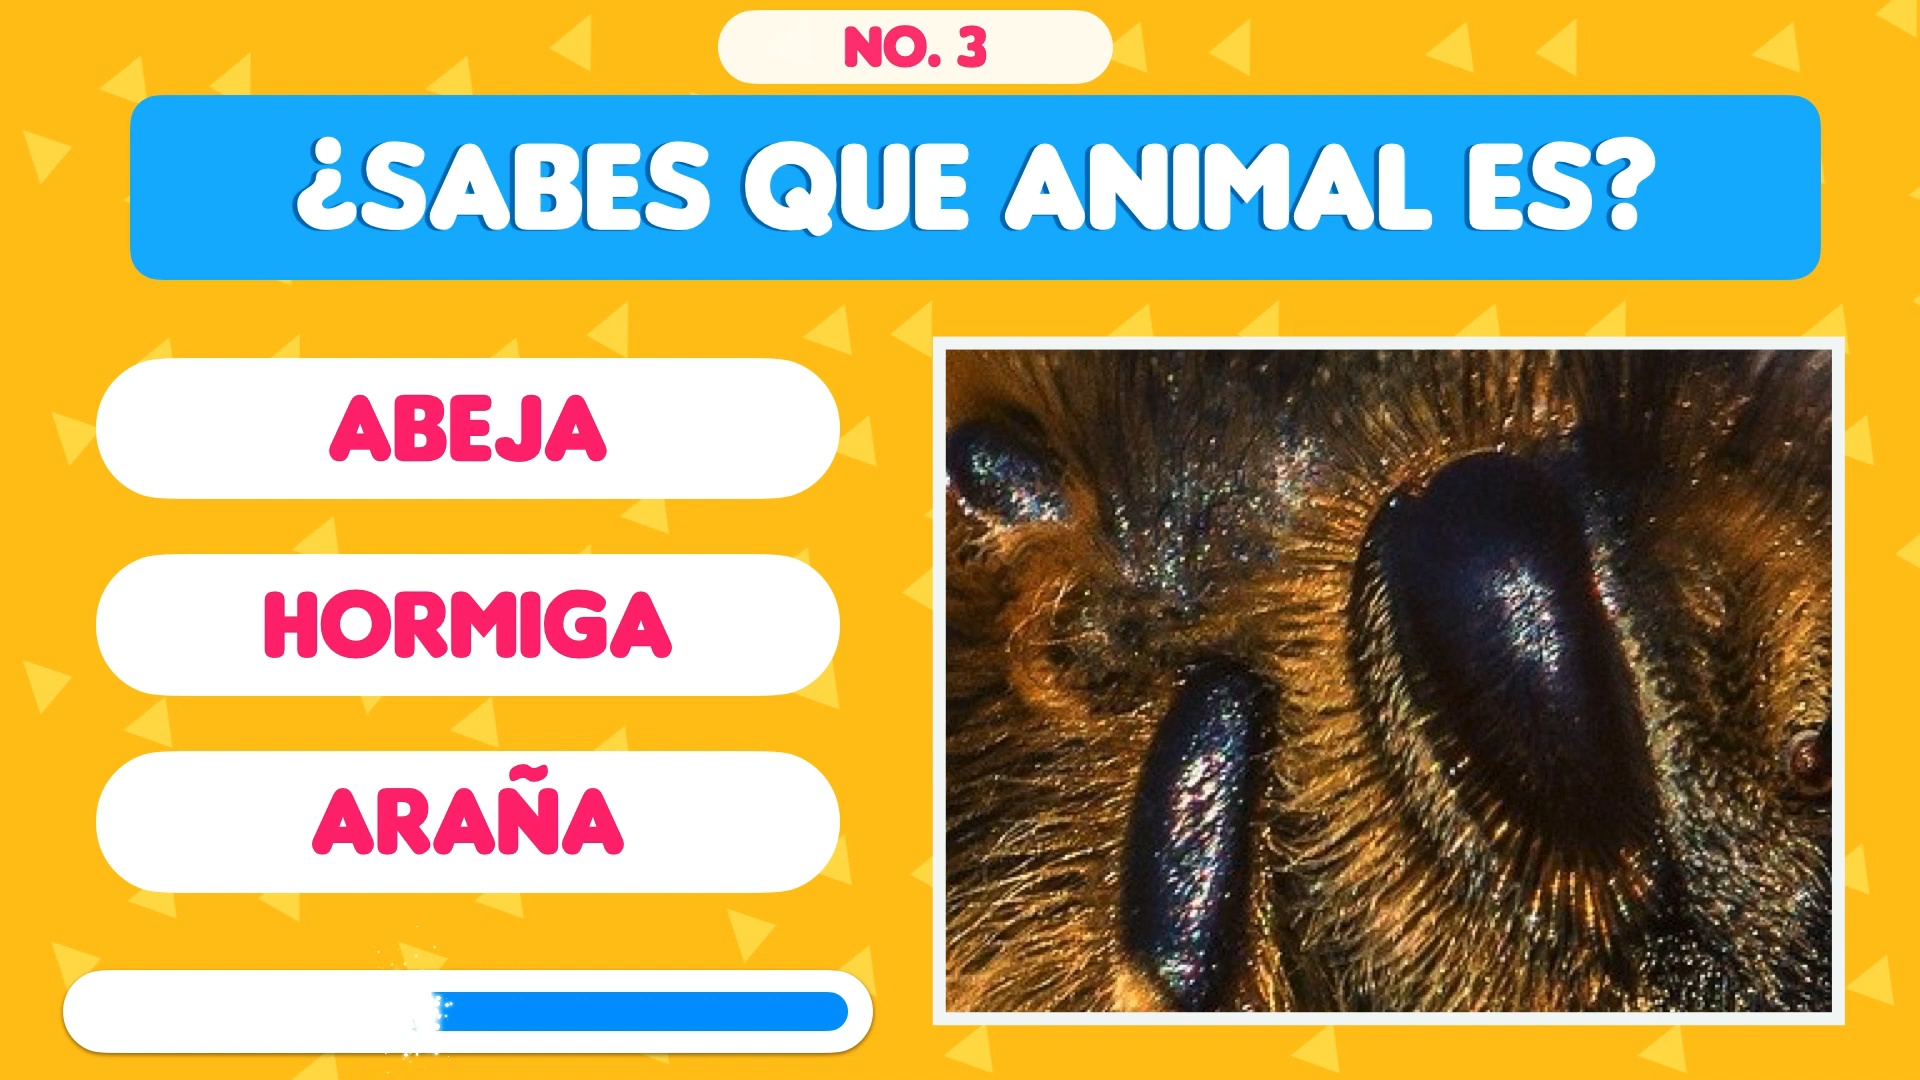 NO. 3
¿SABES QUE ANIMAL ES?
ABEJA
HORMIGA
ARAÑA